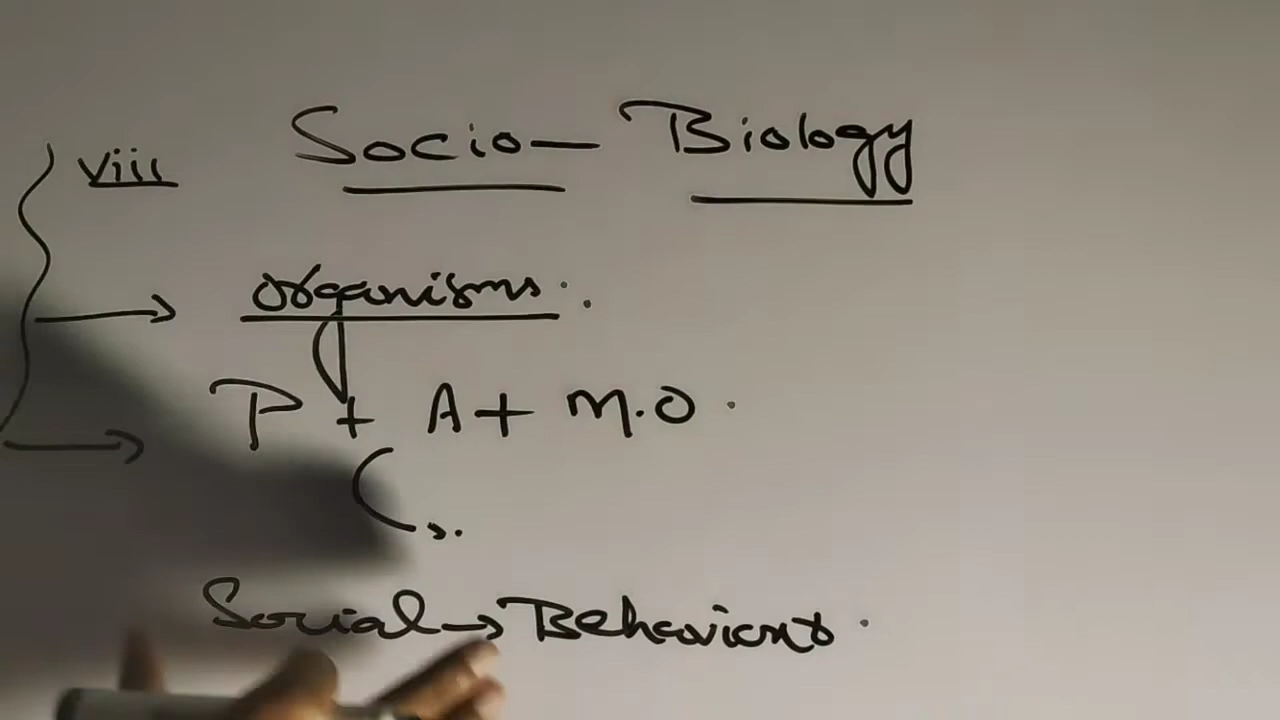 viii Socio- Biology
organisms.
P + A + M.O.
Social → Behaviour.